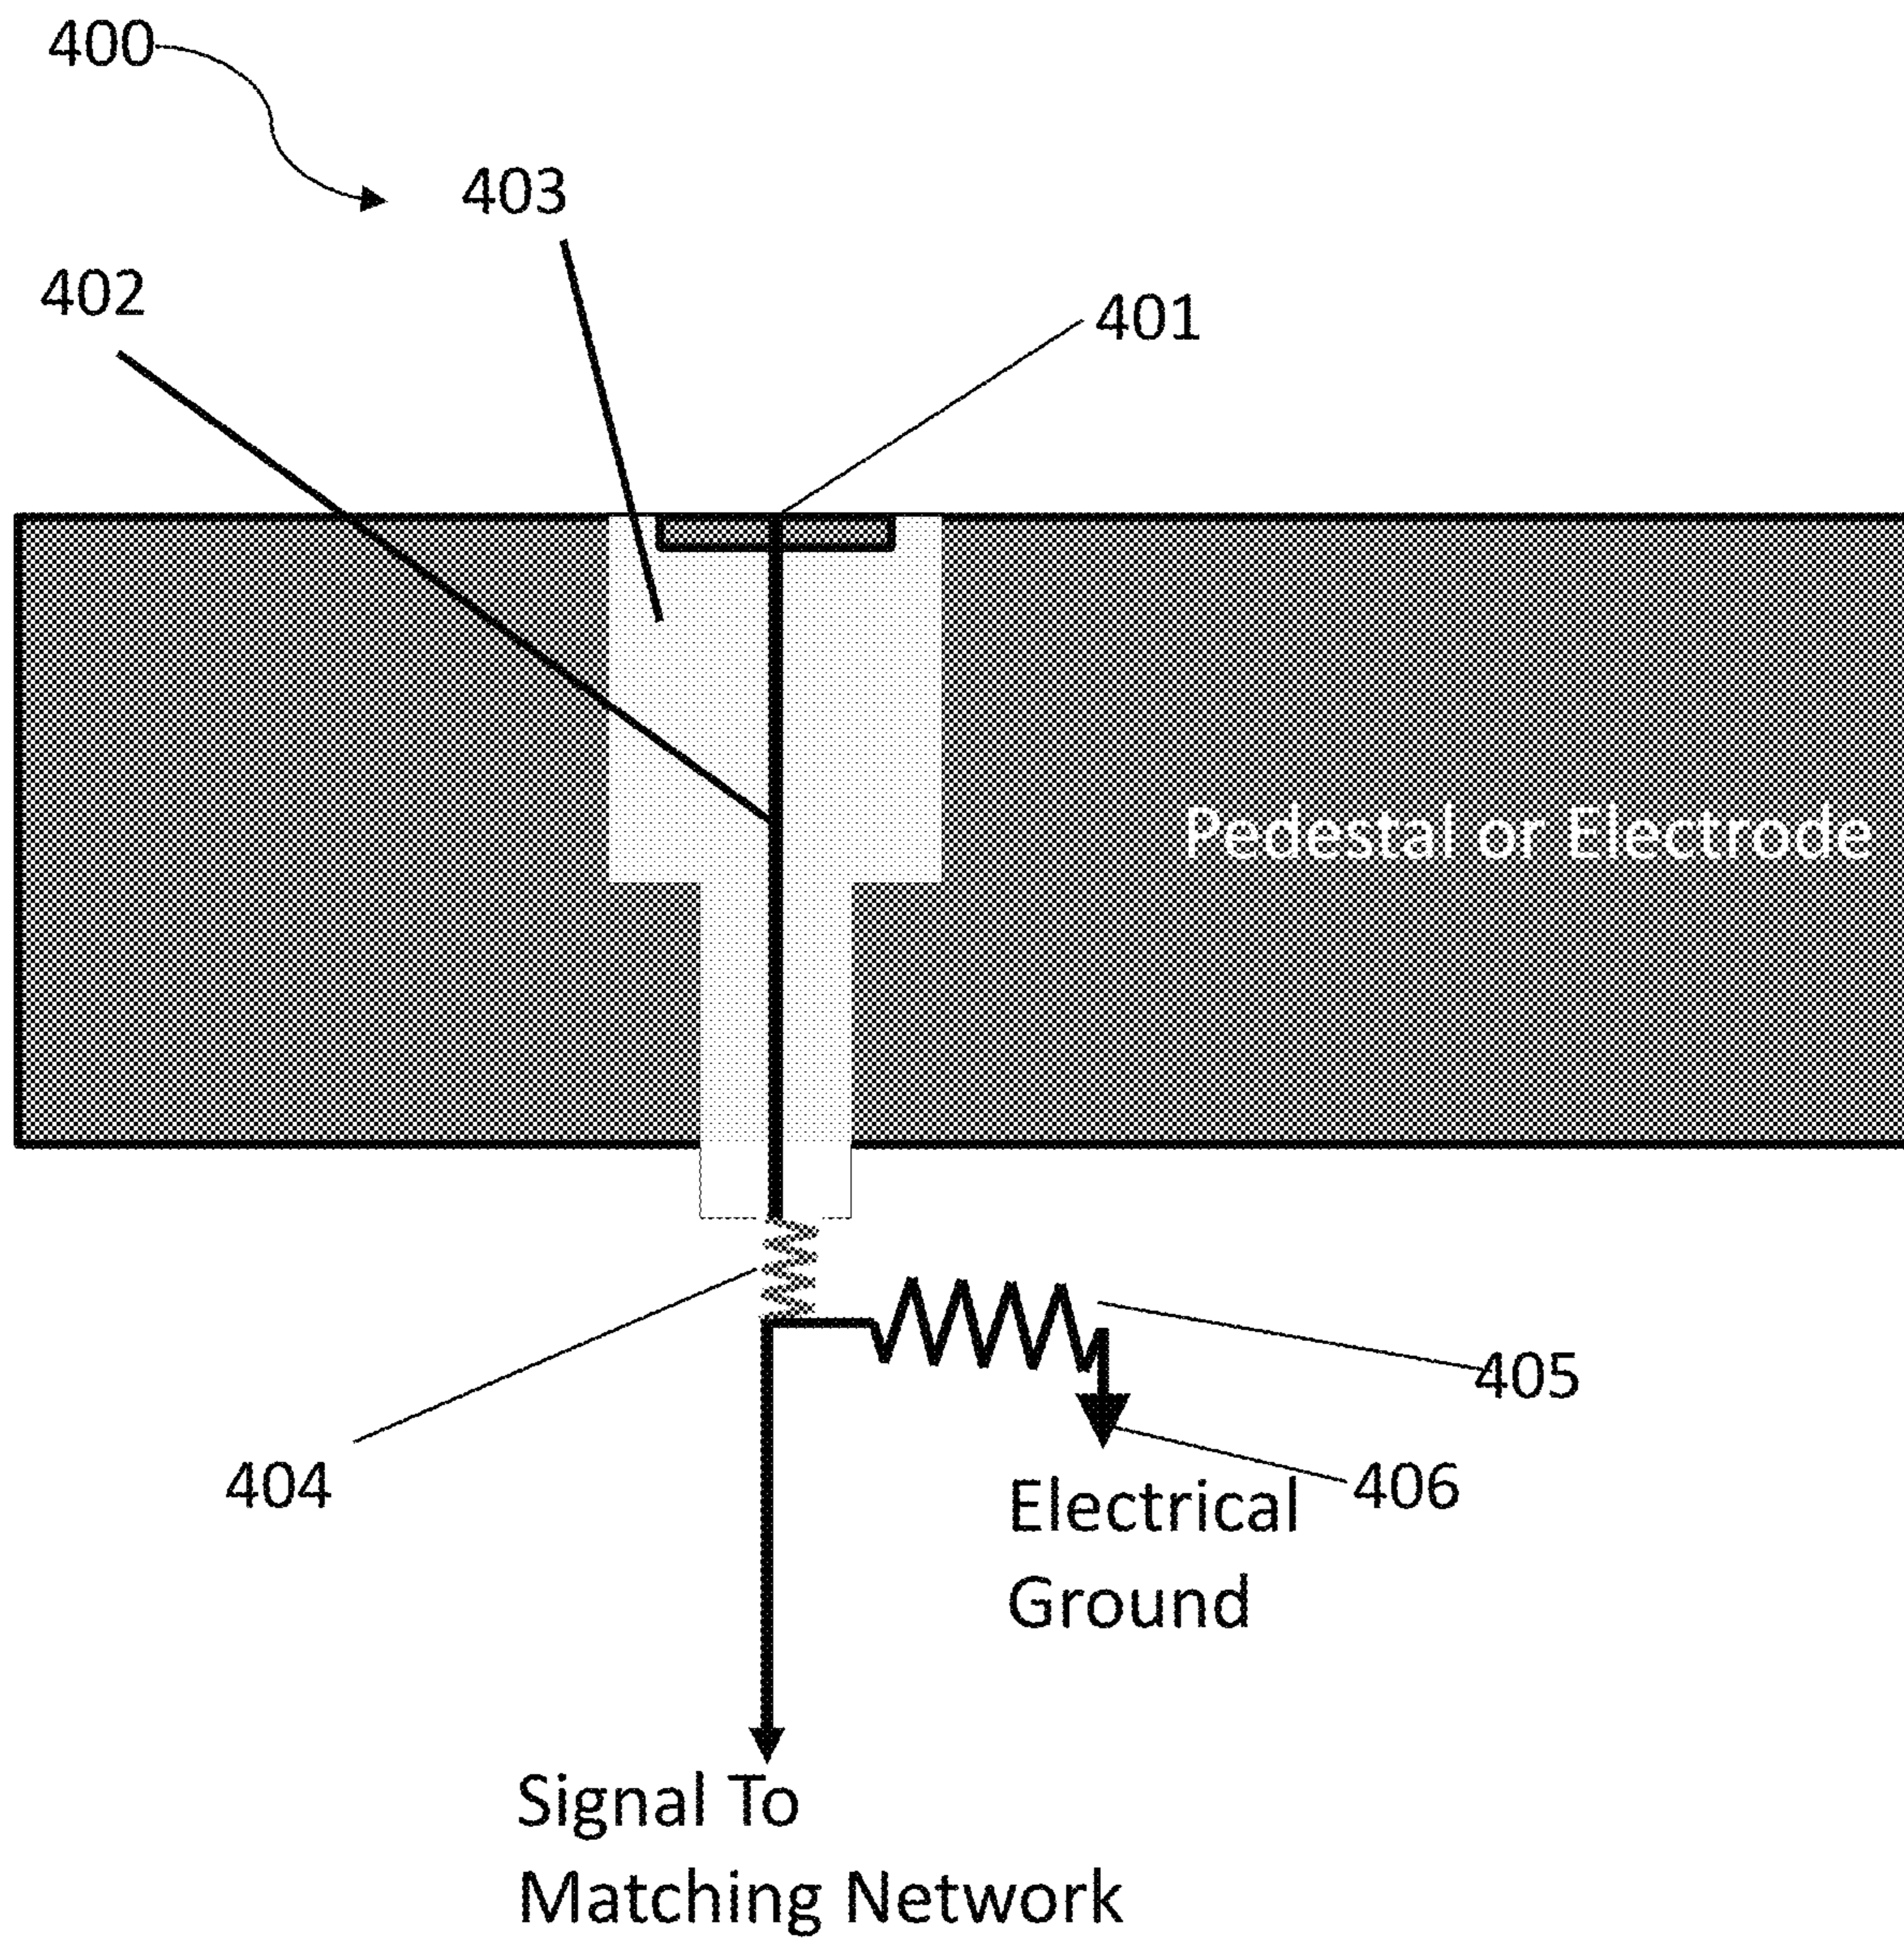 400
403
402
401
Pedestal or Electrode
405
404
406
Electrical
Ground
Signal To
Matching Network